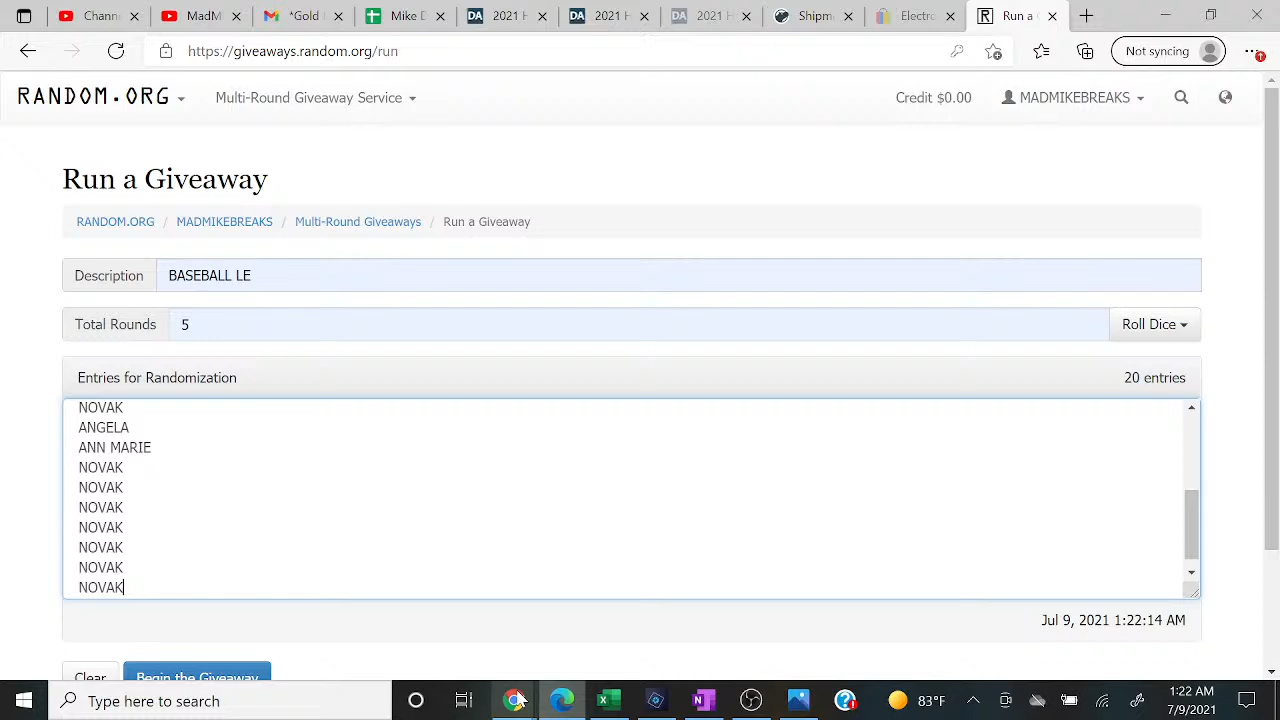 Chann
MadM
*Gold
Mike D
2021 H
2021 H
2021 H
Shipm
Electro
Run a
https://giveaways.random.org/run
Not syncing
RANDOM.ORG
Multi-Round Giveaway Service
Credit $0.00
MADMIKEBREAKS
Run a Giveaway
RANDOM.ORG / MADMIKEBREAKS / Multi-Round Giveaways / Run a Giveaway
Description BASEBALL LE
Total Rounds 5 Roll Dice
Entries for Randomization 20 entries
NOVAK
ANGELA
ANN MARIE
NOVAK
NOVAK
NOVAK
NOVAK
NOVAK
NOVAK
NOVAK
Jul 9, 2021 1:22:14 AM
Clear Begin the Giveaway
Type here to search
83°F
1:22 AM
7/9/2021